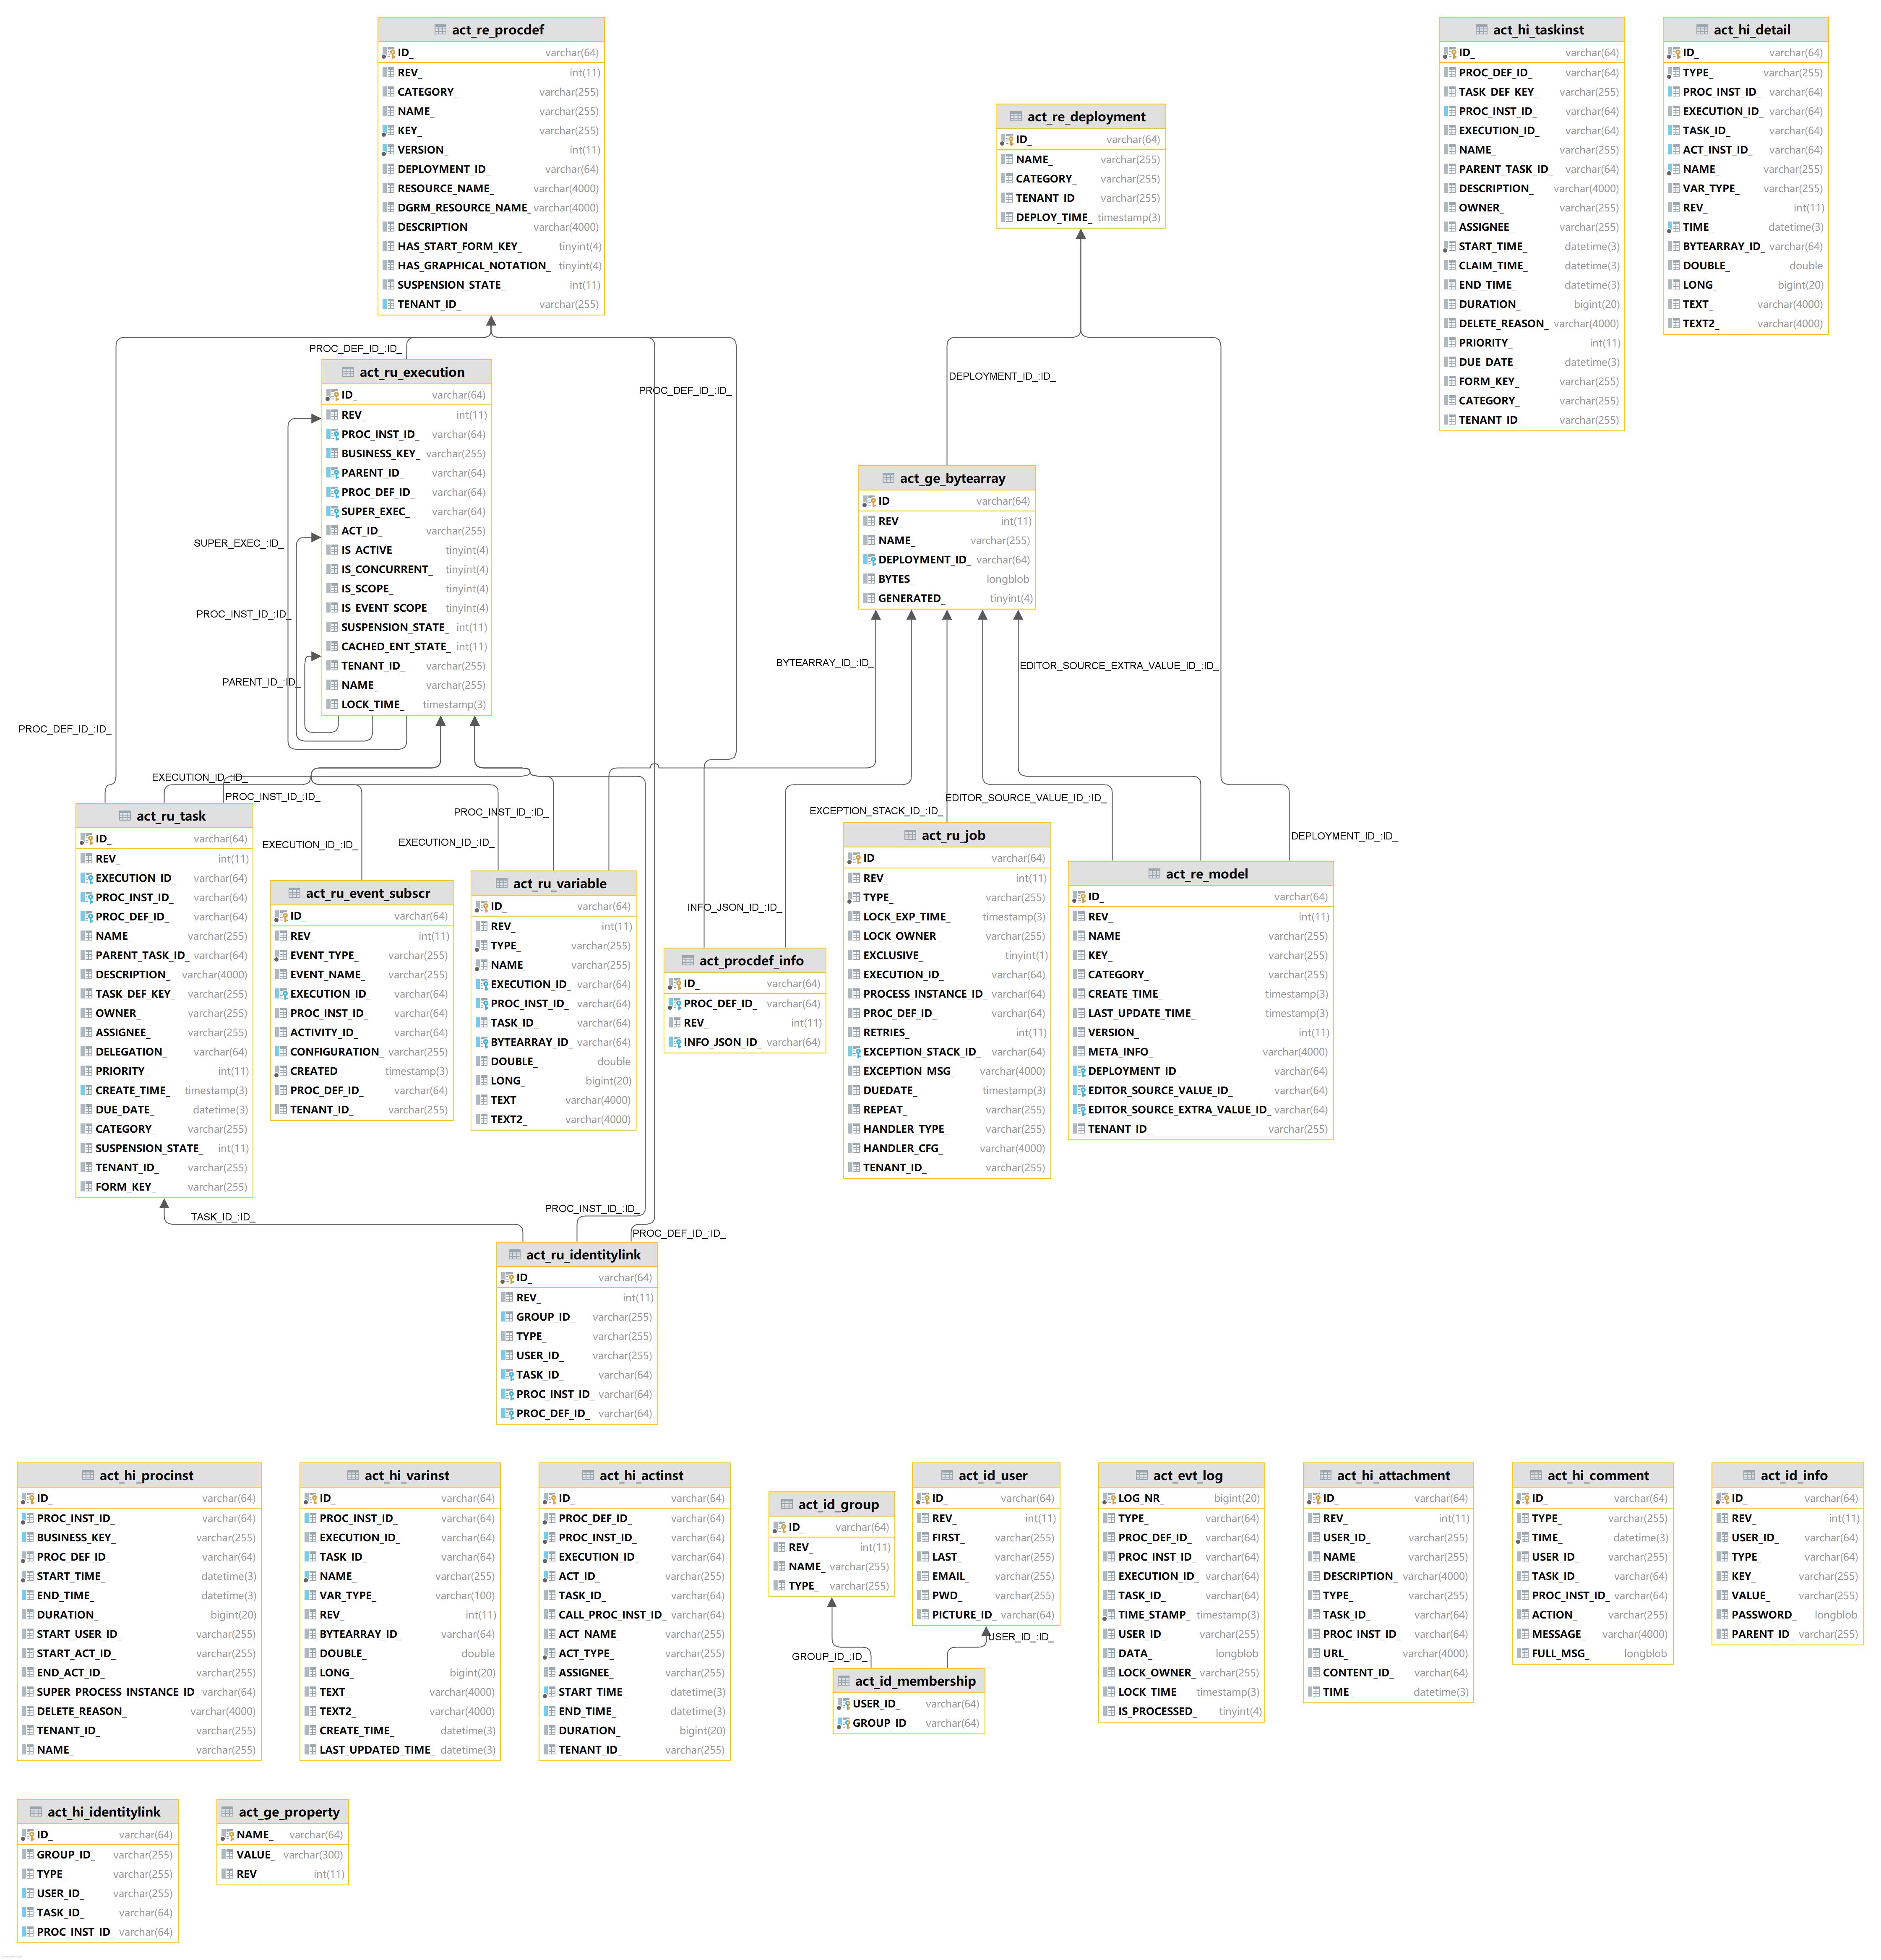 act_re_procdef
ID_ varchar(64)
REV_ int(11)
CATEGORY_ varchar(255)
NAME_ varchar(255)
KEY_ varchar(255)
VERSION_ int(11)
DEPLOYMENT_ID_ varchar(64)
RESOURCE_NAME_ varchar(4000)
DGRM_RESOURCE_NAME_ varchar(4000)
DESCRIPTION_ varchar(4000)
HAS_START_FORM_KEY_ tinyint(4)
HAS_GRAPHICAL_NOTATION_ tinyint(4)
SUSPENSION_STATE_ int(11)
TENANT_ID_ varchar(255)
act_re_deployment
ID_ varchar(64)
NAME_ varchar(255)
CATEGORY_ varchar(255)
TENANT_ID_ varchar(255)
DEPLOY_TIME_ timestamp(3)
act_hi_taskinst
ID_ varchar(64)
PROC_DEF_ID_ varchar(64)
TASK_DEF_KEY_ varchar(255)
PROC_INST_ID_ varchar(64)
EXECUTION_ID_ varchar(64)
NAME_ varchar(255)
PARENT_TASK_ID_ varchar(64)
DESCRIPTION_ varchar(4000)
OWNER_ varchar(255)
ASSIGNEE_ varchar(255)
START_TIME_ datetime(3)
CLAIM_TIME_ datetime(3)
END_TIME_ datetime(3)
DURATION_ bigint(20)
DELETE_REASON_ varchar(4000)
PRIORITY_ int(11)
DUE_DATE_ datetime(3)
FORM_KEY_ varchar(255)
CATEGORY_ varchar(255)
TENANT_ID_ varchar(255)
act_hi_detail
ID_ varchar(64)
TYPE_ varchar(255)
PROC_INST_ID_ varchar(64)
EXECUTION_ID_ varchar(64)
TASK_ID_ varchar(64)
ACT_INST_ID_ varchar(64)
NAME_ varchar(255)
VAR_TYPE_ varchar(255)
REV_ int(11)
TIME_ datetime(3)
BYTEARRAY_ID_ varchar(64)
DOUBLE_ double
LONG_ bigint(20)
TEXT_ varchar(4000)
TEXT2_ varchar(4000)
PROC_DEF_ID_:ID_
act_ru_execution
ID_ varchar(64)
REV_ int(11)
PROC_INST_ID_ varchar(64)
BUSINESS_KEY_ varchar(255)
PARENT_ID_ varchar(64)
PROC_DEF_ID_ varchar(64)
SUPER_EXEC_ varchar(64)
ACT_ID_ varchar(255)
IS_ACTIVE_ tinyint(4)
IS_CONCURRENT_ tinyint(4)
IS_SCOPE_ tinyint(4)
IS_EVENT_SCOPE_ tinyint(4)
SUSPENSION_STATE_ int(11)
CACHED_ENT_STATE_ int(11)
TENANT_ID_ varchar(255)
NAME_ varchar(255)
LOCK_TIME_ timestamp(3)
SUPER_EXEC_:ID_
PROC_INST_ID_:ID_
PARENT_ID_:ID_
PROC_DEF_ID_:ID_
DEPLOYMENT_ID_:ID_
act_ge_bytearray
ID_ varchar(64)
REV_ int(11)
NAME_ varchar(255)
DEPLOYMENT_ID_ varchar(64)
BYTES_ longblob
GENERATED_ tinyint(4)
BYTEARRAY_ID_:ID_
EDITOR_SOURCE_EXTRA_VALUE_ID_:ID_
PROC_DEF_ID_:ID_
EXECUTION_ID_:ID_
PROC_INST_ID_:ID_
EXECUTION_ID_:ID_
PROC_INST_ID_:ID_
EXECUTION_ID_:ID_
EXCEPTION_STACK_ID_:ID_
EDITOR_SOURCE_VALUE_ID_:ID_
DEPLOYMENT_ID_:ID_
INFO_JSON_ID_:ID_
act_ru_task
ID_ varchar(64)
REV_ int(11)
EXECUTION_ID_ varchar(64)
PROC_INST_ID_ varchar(64)
PROC_DEF_ID_ varchar(64)
NAME_ varchar(255)
PARENT_TASK_ID_ varchar(64)
DESCRIPTION_ varchar(4000)
TASK_DEF_KEY_ varchar(255)
OWNER_ varchar(255)
ASSIGNEE_ varchar(255)
DELEGATION_ varchar(64)
PRIORITY_ int(11)
CREATE_TIME_ timestamp(3)
DUE_DATE_ datetime(3)
CATEGORY_ varchar(255)
SUSPENSION_STATE_ int(11)
TENANT_ID_ varchar(255)
FORM_KEY_ varchar(255)
act_ru_event_subscr
ID_ varchar(64)
REV_ int(11)
EVENT_TYPE_ varchar(255)
EVENT_NAME_ varchar(255)
EXECUTION_ID_ varchar(64)
PROC_INST_ID_ varchar(64)
ACTIVITY_ID_ varchar(64)
CONFIGURATION_ varchar(255)
CREATED_ timestamp(3)
PROC_DEF_ID_ varchar(64)
TENANT_ID_ varchar(255)
act_ru_variable
ID_ varchar(64)
REV_ int(11)
TYPE_ varchar(255)
NAME_ varchar(255)
EXECUTION_ID_ varchar(64)
PROC_INST_ID_ varchar(64)
TASK_ID_ varchar(64)
BYTEARRAY_ID_ varchar(64)
DOUBLE_ double
LONG_ bigint(20)
TEXT_ varchar(4000)
TEXT2_ varchar(4000)
act_procdef_info
ID_ varchar(64)
PROC_DEF_ID_ varchar(64)
REV_ int(11)
INFO_JSON_ID_ varchar(64)
act_ru_job
ID_ varchar(64)
REV_ int(11)
TYPE_ varchar(255)
LOCK_EXP_TIME_ timestamp(3)
LOCK_OWNER_ varchar(255)
EXCLUSIVE_ tinyint(1)
EXECUTION_ID_ varchar(64)
PROCESS_INSTANCE_ID_ varchar(64)
PROC_DEF_ID_ varchar(64)
RETRIES_ int(11)
EXCEPTION_STACK_ID_ varchar(64)
EXCEPTION_MSG_ varchar(4000)
DUEDATE_ timestamp(3)
REPEAT_ varchar(255)
HANDLER_TYPE_ varchar(255)
HANDLER_CFG_ varchar(4000)
TENANT_ID_ varchar(255)
act_re_model
ID_ varchar(64)
REV_ int(11)
NAME_ varchar(255)
KEY_ varchar(255)
CATEGORY_ varchar(255)
CREATE_TIME_ timestamp(3)
LAST_UPDATE_TIME_ timestamp(3)
VERSION_ int(11)
META_INFO_ varchar(4000)
DEPLOYMENT_ID_ varchar(64)
EDITOR_SOURCE_VALUE_ID_ varchar(64)
EDITOR_SOURCE_EXTRA_VALUE_ID_ varchar(64)
TENANT_ID_ varchar(255)
TASK_ID_:ID_
PROC_INST_ID_:ID_
PROC_DEF_ID_:ID_
act_ru_identitylink
ID_ varchar(64)
REV_ int(11)
GROUP_ID_ varchar(255)
TYPE_ varchar(255)
USER_ID_ varchar(255)
TASK_ID_ varchar(64)
PROC_INST_ID_ varchar(64)
PROC_DEF_ID_ varchar(64)
act_hi_procinst
ID_ varchar(64)
PROC_INST_ID_ varchar(64)
BUSINESS_KEY_ varchar(255)
PROC_DEF_ID_ varchar(64)
START_TIME_ datetime(3)
END_TIME_ datetime(3)
DURATION_ bigint(20)
START_USER_ID_ varchar(255)
START_ACT_ID_ varchar(255)
END_ACT_ID_ varchar(255)
SUPER_PROCESS_INSTANCE_ID_ varchar(64)
DELETE_REASON_ varchar(4000)
TENANT_ID_ varchar(255)
NAME_ varchar(255)
act_hi_varinst
ID_ varchar(64)
PROC_INST_ID_ varchar(64)
EXECUTION_ID_ varchar(64)
TASK_ID_ varchar(64)
NAME_ varchar(255)
VAR_TYPE_ varchar(100)
REV_ int(11)
BYTEARRAY_ID_ varchar(64)
DOUBLE_ double
LONG_ bigint(20)
TEXT_ varchar(4000)
TEXT2_ varchar(4000)
CREATE_TIME_ datetime(3)
LAST_UPDATED_TIME_ datetime(3)
act_hi_actinst
ID_ varchar(64)
PROC_DEF_ID_ varchar(64)
PROC_INST_ID_ varchar(64)
EXECUTION_ID_ varchar(64)
ACT_ID_ varchar(255)
TASK_ID_ varchar(64)
CALL_PROC_INST_ID_ varchar(64)
ACT_NAME_ varchar(255)
ACT_TYPE_ varchar(255)
ASSIGNEE_ varchar(255)
START_TIME_ datetime(3)
END_TIME_ datetime(3)
DURATION_ bigint(20)
TENANT_ID_ varchar(255)
act_id_group
ID_ varchar(64)
REV_ int(11)
NAME_ varchar(255)
TYPE_ varchar(255)
act_id_user
ID_ varchar(64)
REV_ int(11)
FIRST_ varchar(255)
LAST_ varchar(255)
EMAIL_ varchar(255)
PWD_ varchar(255)
PICTURE_ID_ varchar(64)
USER_ID_:ID_
GROUP_ID_:ID_
act_id_membership
USER_ID_ varchar(64)
GROUP_ID_ varchar(64)
act_evt_log
LOG_NR_ bigint(20)
TYPE_ varchar(64)
PROC_DEF_ID_ varchar(64)
PROC_INST_ID_ varchar(64)
EXECUTION_ID_ varchar(64)
TASK_ID_ varchar(64)
TIME_STAMP_ timestamp(3)
USER_ID_ varchar(255)
DATA_ longblob
LOCK_OWNER_ varchar(255)
LOCK_TIME_ timestamp(3)
IS_PROCESSED_ tinyint(4)
act_hi_attachment
ID_ varchar(64)
REV_ int(11)
USER_ID_ varchar(255)
NAME_ varchar(255)
DESCRIPTION_ varchar(4000)
TYPE_ varchar(255)
TASK_ID_ varchar(64)
PROC_INST_ID_ varchar(64)
URL_ varchar(4000)
CONTENT_ID_ varchar(64)
TIME_ datetime(3)
act_hi_comment
ID_ varchar(64)
TYPE_ varchar(255)
TIME_ datetime(3)
USER_ID_ varchar(255)
TASK_ID_ varchar(64)
PROC_INST_ID_ varchar(64)
ACTION_ varchar(255)
MESSAGE_ varchar(4000)
FULL_MSG_ longblob
act_id_info
ID_ varchar(64)
REV_ int(11)
USER_ID_ varchar(64)
TYPE_ varchar(64)
KEY_ varchar(255)
VALUE_ varchar(255)
PASSWORD_ longblob
PARENT_ID_ varchar(255)
act_hi_identitylink
ID_ varchar(64)
GROUP_ID_ varchar(255)
TYPE_ varchar(255)
USER_ID_ varchar(255)
TASK_ID_ varchar(64)
PROC_INST_ID_ varchar(64)
act_ge_property
NAME_ varchar(64)
VALUE_ varchar(300)
REV_ int(11)